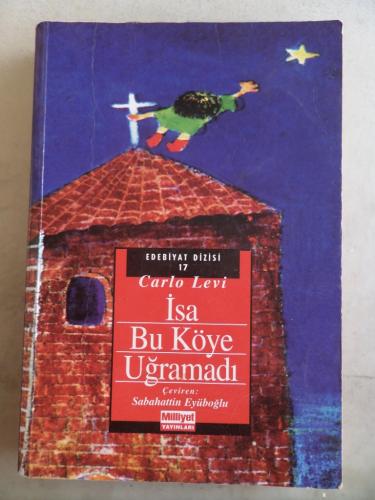 EDEBİYAT DİZİSİ
17
Carlo Levi
İsa
Bu Köye
Uğramadı
Çeviren:
Sabahattin Eyüboğlu
Milliyet
YAYINLARI